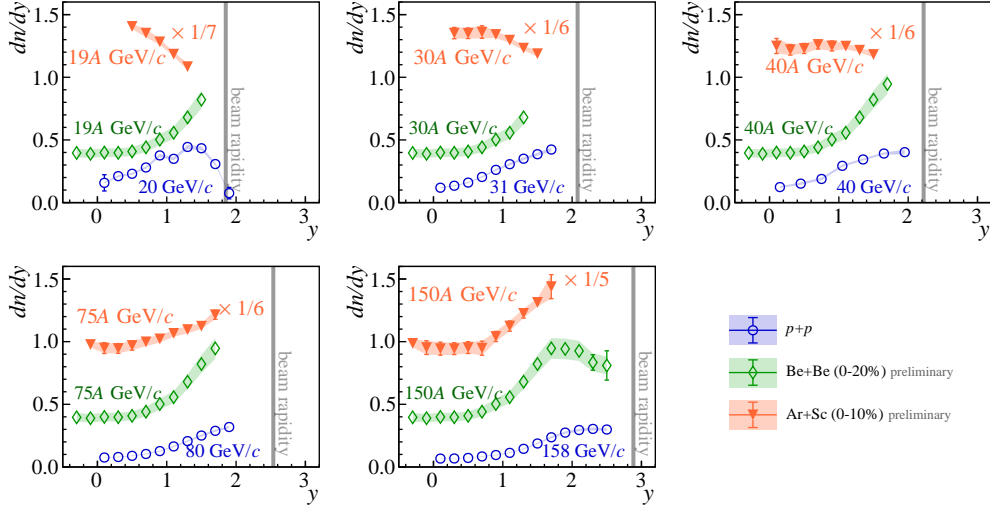 dn/dy
1.5
1.0
0.5
0.0
× 1/7
19A GeV/c
19A GeV/c
20 GeV/c
beam rapidity
0 1 2 3
y
dn/dy
1.5
1.0
0.5
0.0
× 1/6
30A GeV/c
30A GeV/c
31 GeV/c
beam rapidity
0 1 2 3
y
dn/dy
1.5
1.0
0.5
0.0
× 1/6
40A GeV/c
40A GeV/c
40 GeV/c
beam rapidity
0 1 2 3
y
dn/dy
1.5
1.0
0.5
0.0
75A GeV/c × 1/6
75A GeV/c
80 GeV/c
beam rapidity
0 1 2 3
y
dn/dy
1.5
1.0
0.5
0.0
150A GeV/c × 1/5
150A GeV/c
158 GeV/c
beam rapidity
0 1 2 3
y
p+p
Be+Be (0-20%) preliminary
Ar+Sc (0-10%) preliminary